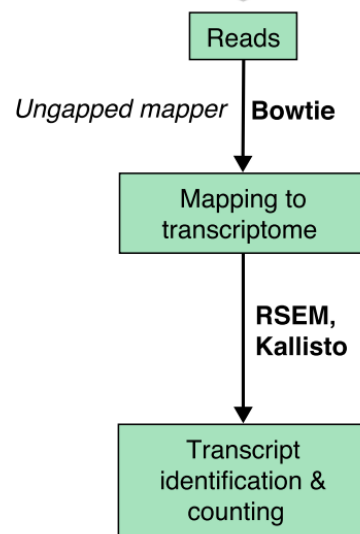 Reads
Ungapped mapper Bowtie
Mapping to
transcriptome
RSEM,
Kallisto
Transcript
identification &
counting